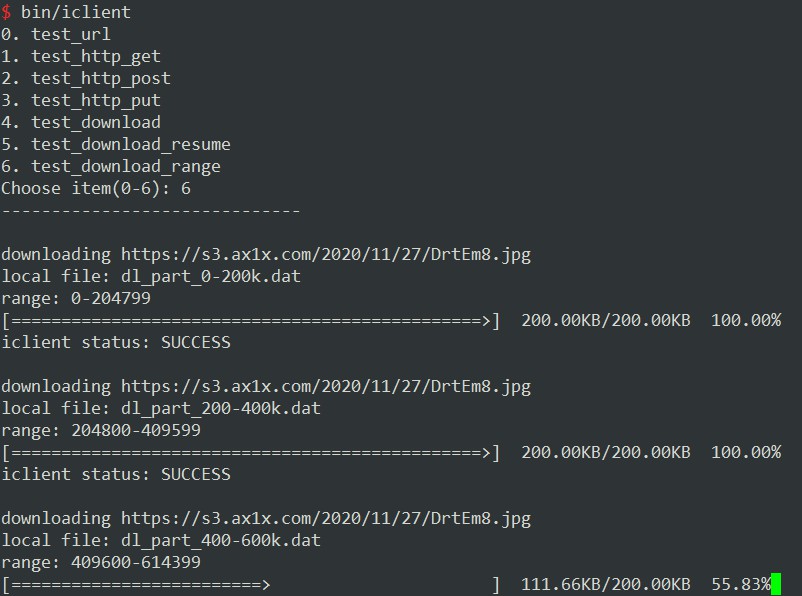 $ bin/iclient
0. test_url
1. test_http_get
2. test_http_post
3. test_http_put
4. test_download
5. test_download_resume
6. test_download_range
Choose item(0-6): 6
------------------------------
downloading https://s3.ax1x.com/2020/11/27/DrtEm8.jpg
local file: dl_part_0-200k.dat
range: 0-204799
[===============================================>]  200.00KB/200.00KB  100.00%
iclient status: SUCCESS
downloading https://s3.ax1x.com/2020/11/27/DrtEm8.jpg
local file: dl_part_200-400k.dat
range: 204800-409599
[===============================================>]  200.00KB/200.00KB  100.00%
iclient status: SUCCESS
downloading https://s3.ax1x.com/2020/11/27/DrtEm8.jpg
local file: dl_part_400-600k.dat
range: 409600-614399
[=========================>                      ]  111.66KB/200.00KB  55.83%